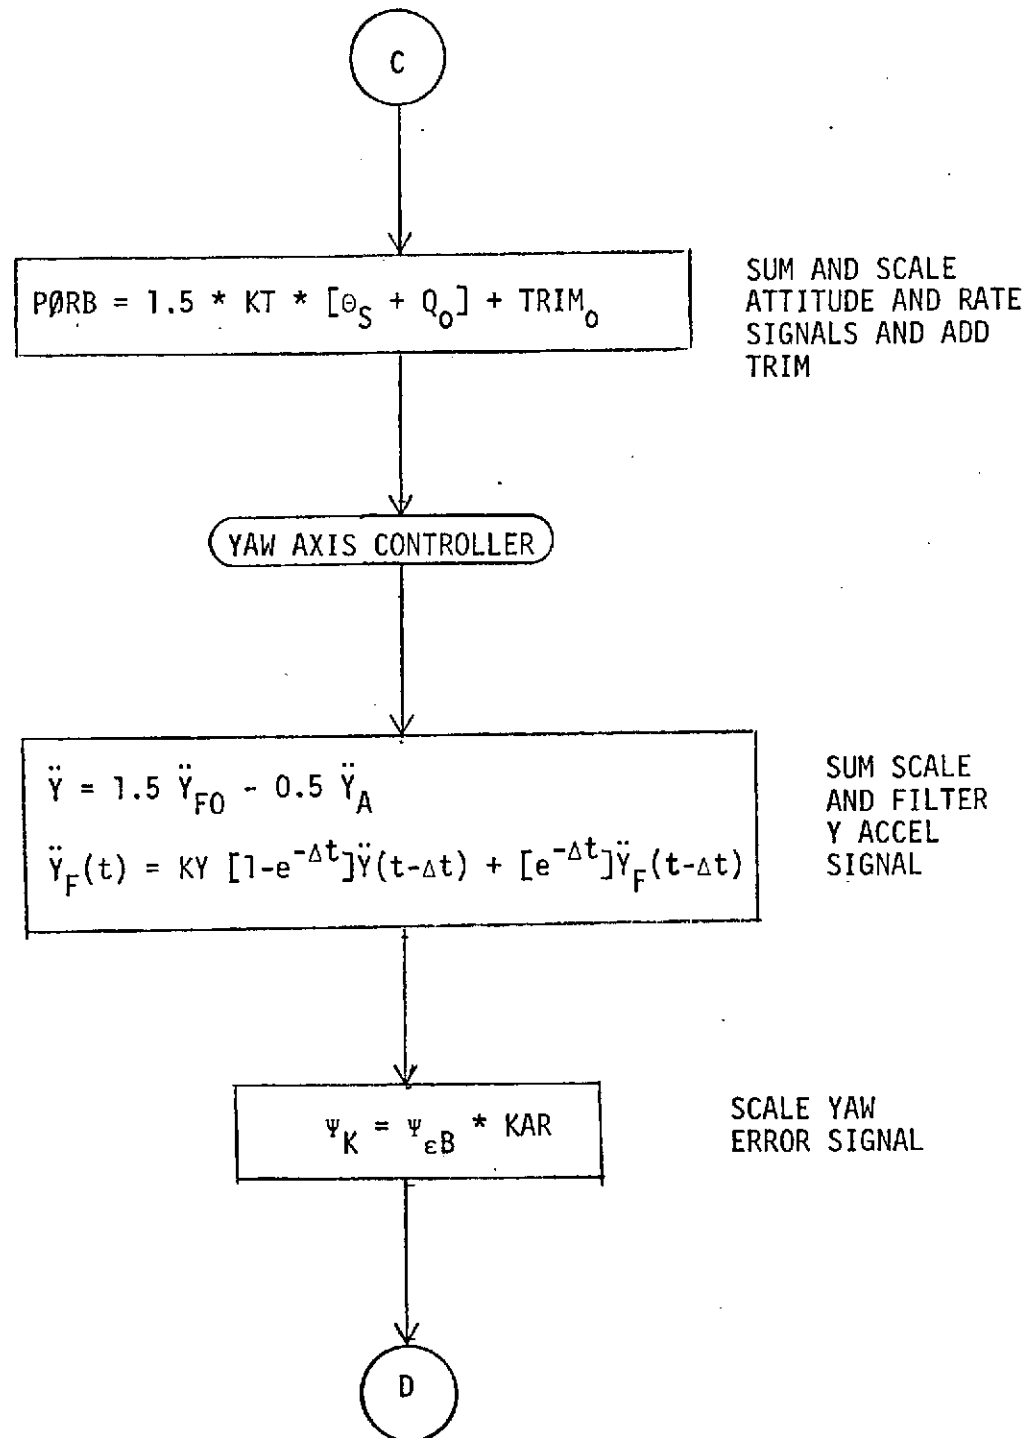 C
PØRB = 1.5 * KT * [Θ_S + Q_O] + TRIM_O
SUM AND SCALE
ATTITUDE AND RATE
SIGNALS AND ADD
TRIM
YAW AXIS CONTROLLER
Ÿ = 1.5 Ÿ_FO - 0.5 Ÿ_A
Ÿ_F(t) = KY [1-e^-Δt]Ÿ(t-Δt) + [e^-Δt]Ÿ_F(t-Δt)
SUM SCALE
AND FILTER
Y ACCEL
SIGNAL
Ψ_K = Ψ_εB * KAR
SCALE YAW
ERROR SIGNAL
D